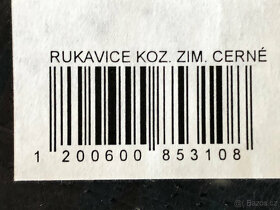 RUKAVICE KOZ. ZIM. CERNÉ
1 200600 853108
Bazos.cz